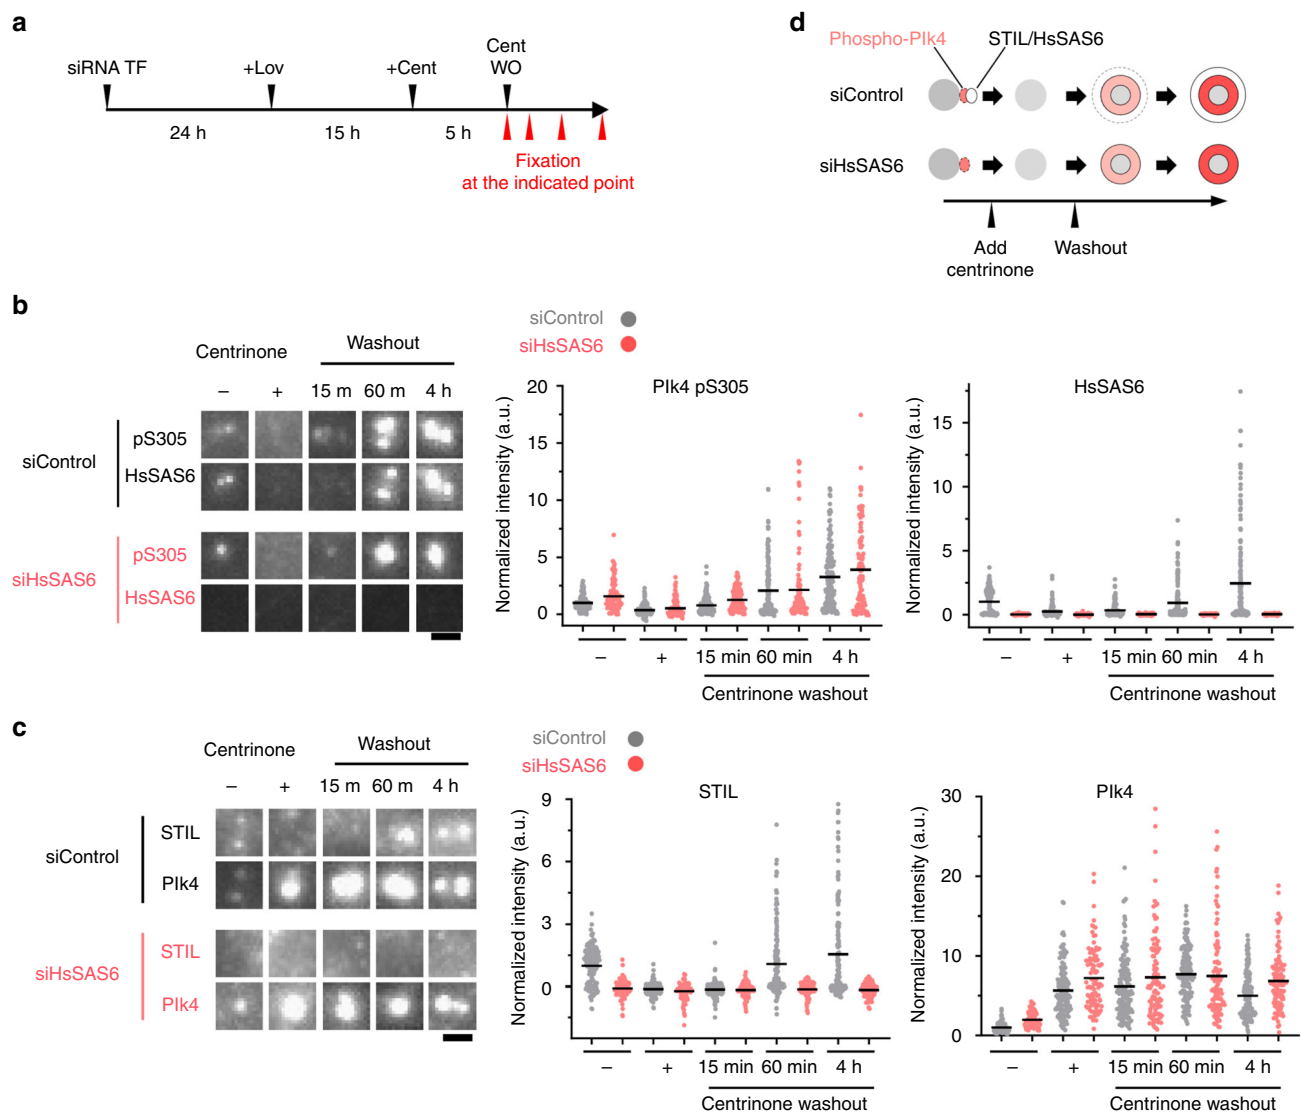 a
siRNA TF
+Lov
+Cent
Cent
WO
24 h
15 h
5 h
Fixation
at the indicated point
d
Phospho-Plk4
STIL/HsSAS6
siControl
siHsSAS6
Add
centrinone
Washout
b
Centrinone
Washout
– + 15 m 60 m 4 h
siControl
pS305
HsSAS6
siHsSAS6
pS305
HsSAS6
siControl
siHsSAS6
Plk4 pS305
Normalized intensity (a.u.)
20
15
10
5
0
– + 15 min 60 min 4 h
Centrinone washout
HsSAS6
Normalized intensity (a.u.)
15
10
5
0
– + 15 min 60 min 4 h
Centrinone washout
c
Centrinone
Washout
– + 15 m 60 m 4 h
siControl
STIL
Plk4
siHsSAS6
STIL
Plk4
siControl
siHsSAS6
STIL
Normalized intensity (a.u.)
9
6
3
0
– + 15 min 60 min 4 h
Centrinone washout
Plk4
Normalized intensity (a.u.)
30
20
10
0
– + 15 min 60 min 4 h
Centrinone washout